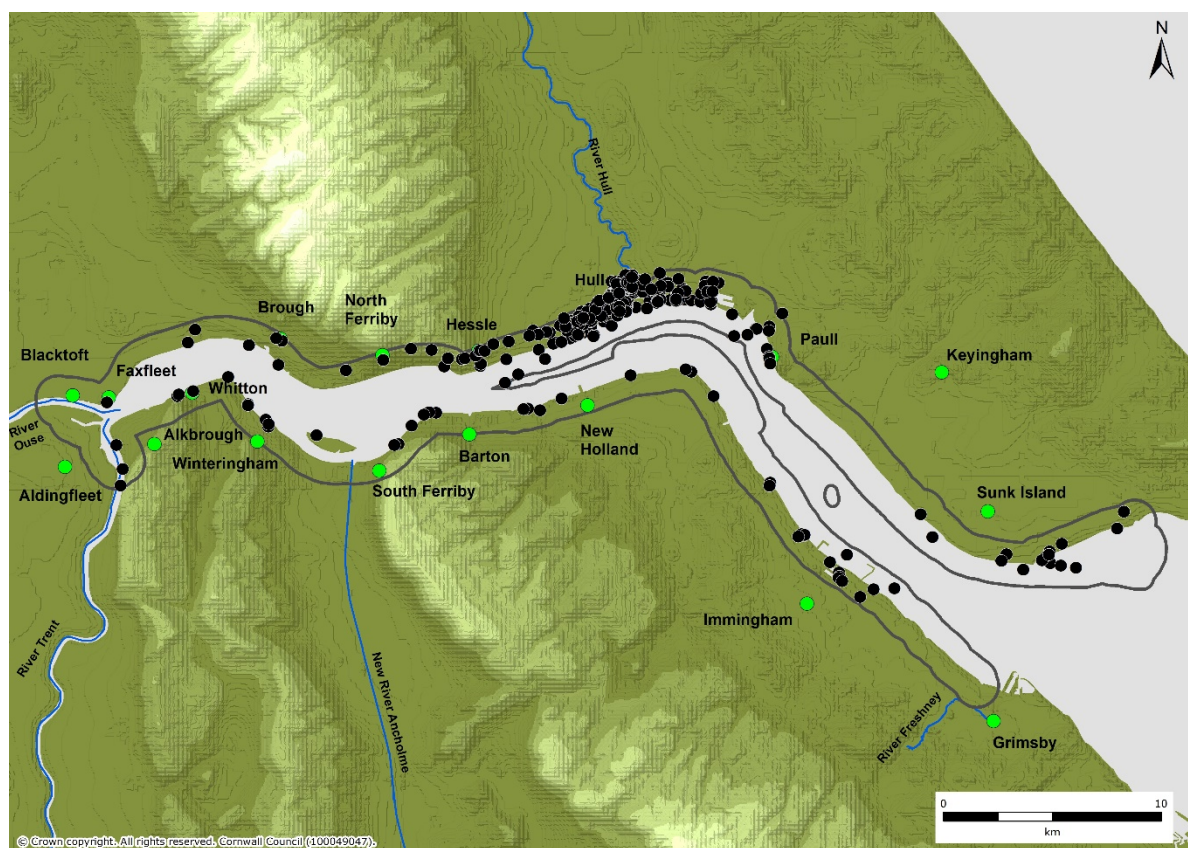 N
River Hull
Hull
Brough
North
Ferriby
Hessle
Blacktoft
Faxfleet
Paull
Keyingham
Whitton
River
Ouse
Alkbrough
New
Holland
Winteringham
Barton
Aldingfleet
South Ferriby
Sunk Island
Immingham
River Trent
New River Ancholme
River Freshney
Grimsby
0 10
km
© Crown copyright. All rights reserved. Cornwall Council (100049047).